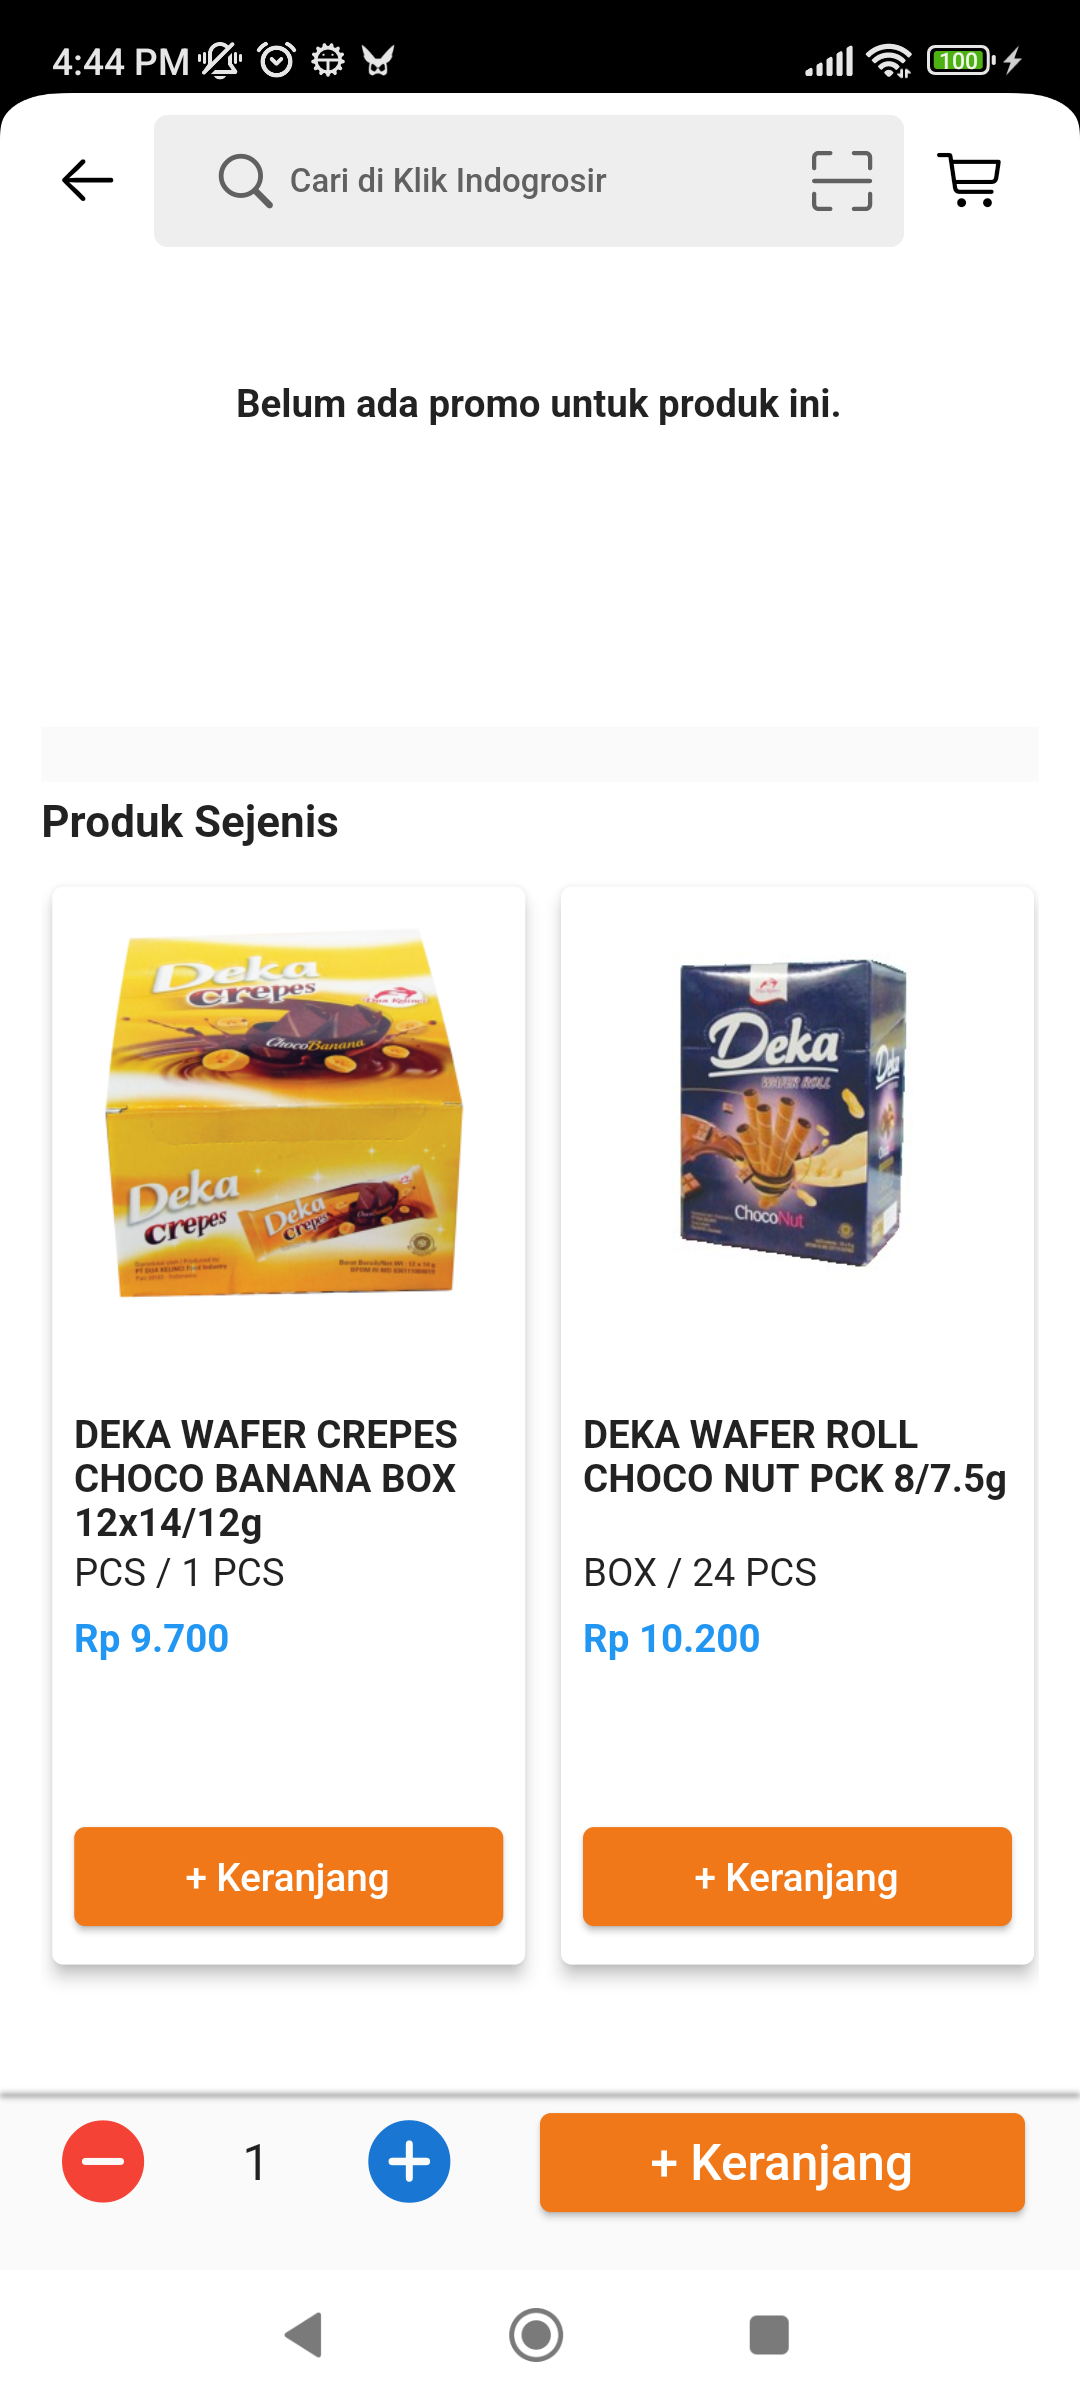 4:44 PM
100
Cari di Klik Indogrosir
Belum ada promo untuk produk ini.
Produk Sejenis
Deka
crepes
Dua Kelinci
ChocoBanana
Deka
crepes
Deka
crepes
Deka
WAFER ROLL
ChocoNut
Deka
DEKA WAFER CREPES
CHOCO BANANA BOX
12x14/12g
PCS / 1 PCS
Rp 9.700
+ Keranjang
DEKA WAFER ROLL
CHOCO NUT PCK 8/7.5g
BOX / 24 PCS
Rp 10.200
+ Keranjang
1
+ Keranjang